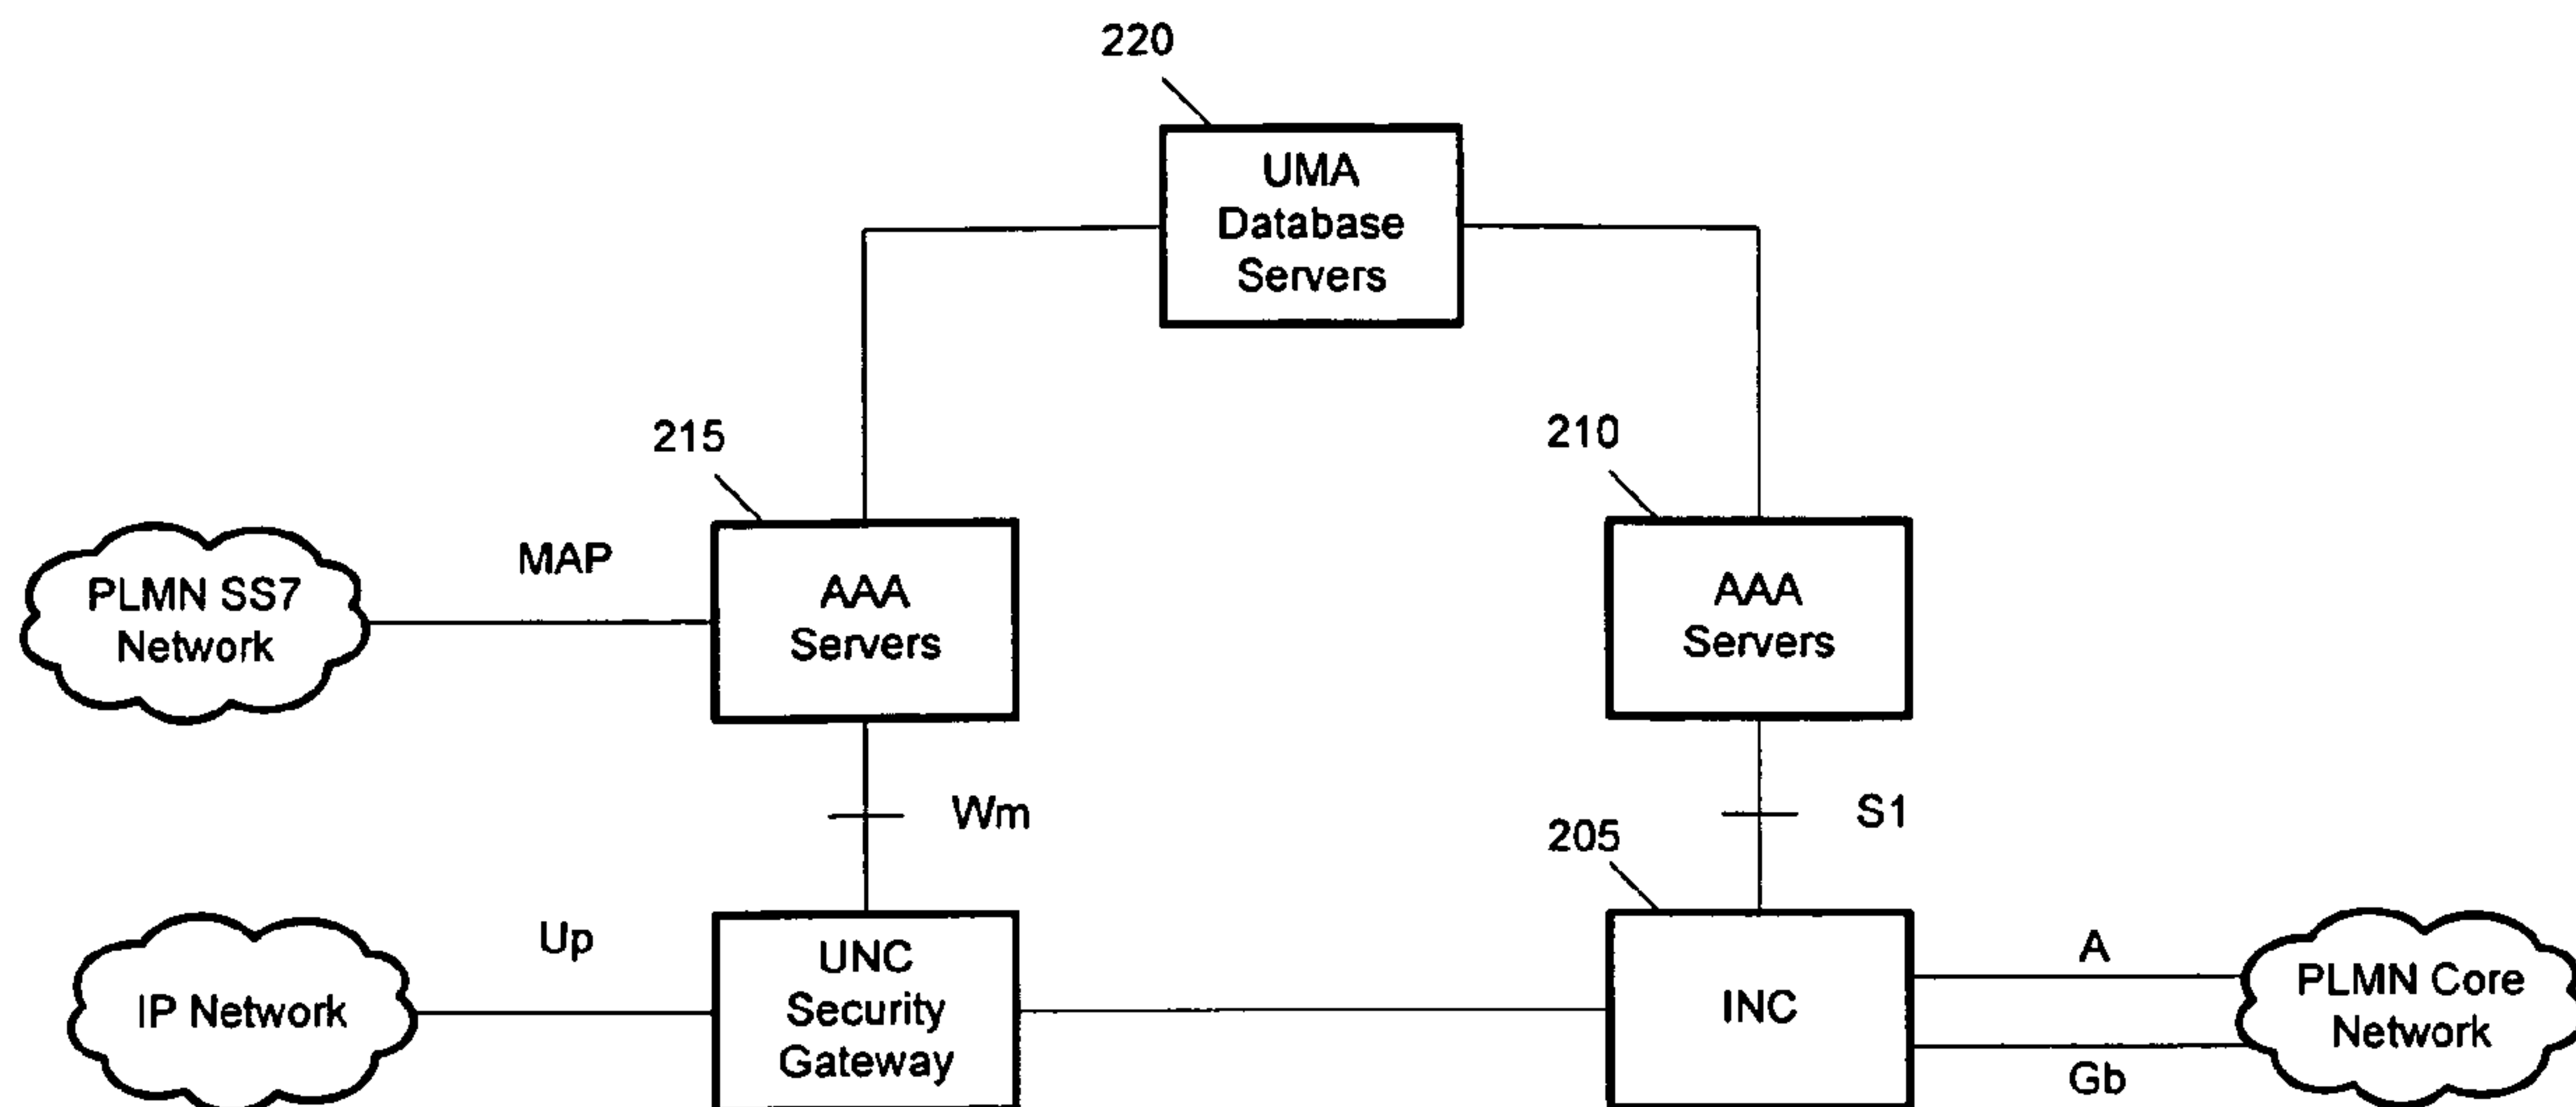 220
UMA
Database
Servers
215
210
PLMN SS7
Network
MAP
AAA
Servers
AAA
Servers
Wm
S1
205
IP Network
Up
UNC
Security
Gateway
INC
A
Gb
PLMN Core
Network